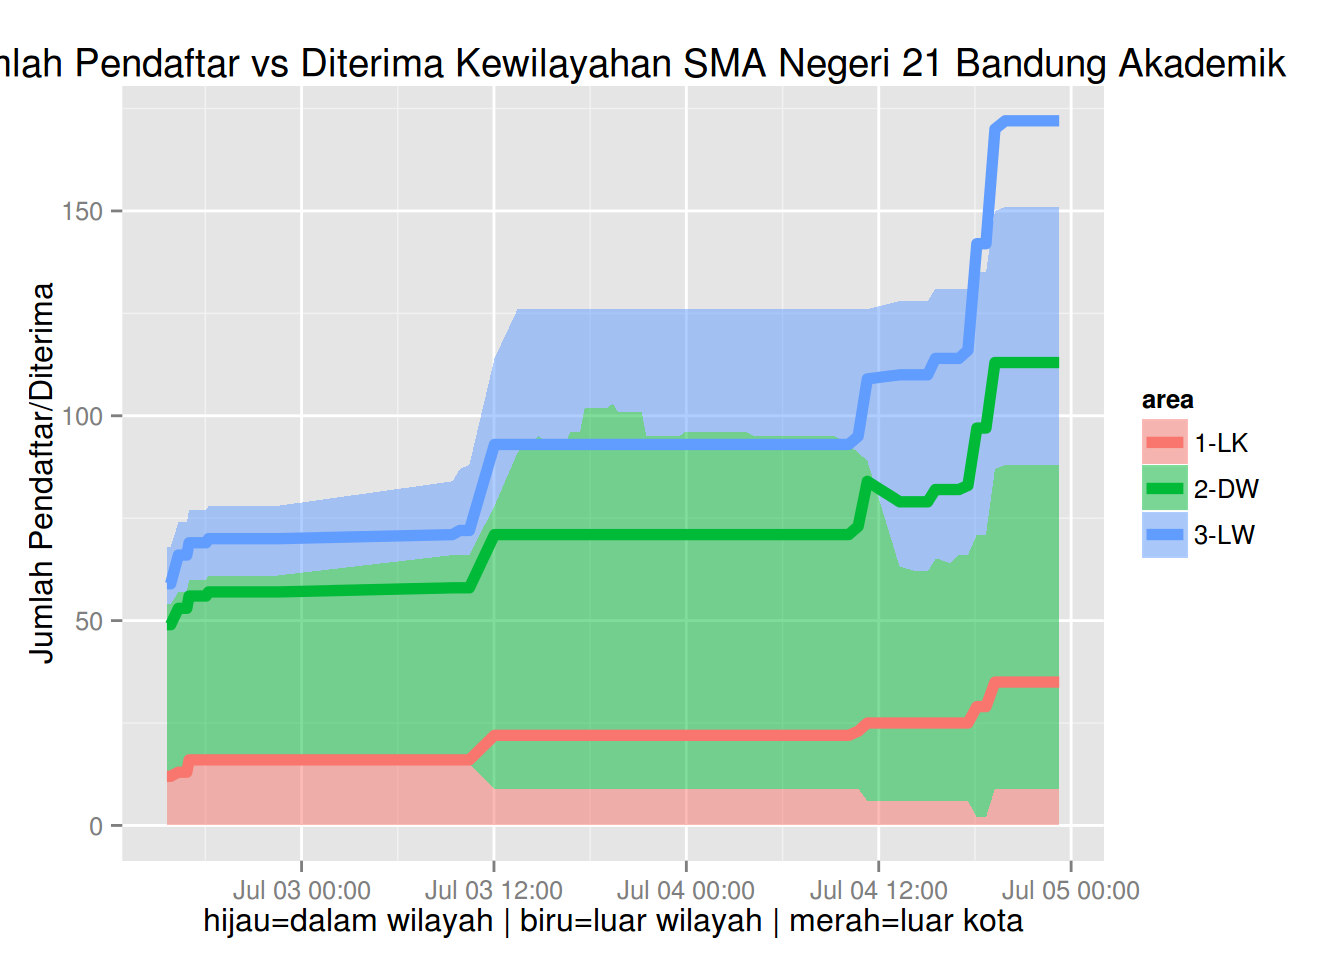 Pendaftar vs Diterima Kewilayahan SMA Negeri 21 Bandung Akademik
Jumlah Pendaftar/Diterima
150
100
50
0
Jul 03 00:00
Jul 03 12:00
Jul 04 00:00
Jul 04 12:00
Jul 05 00:00
hijau=dalam wilayah | biru=luar wilayah | merah=luar kota
area
1-LK
2-DW
3-LW